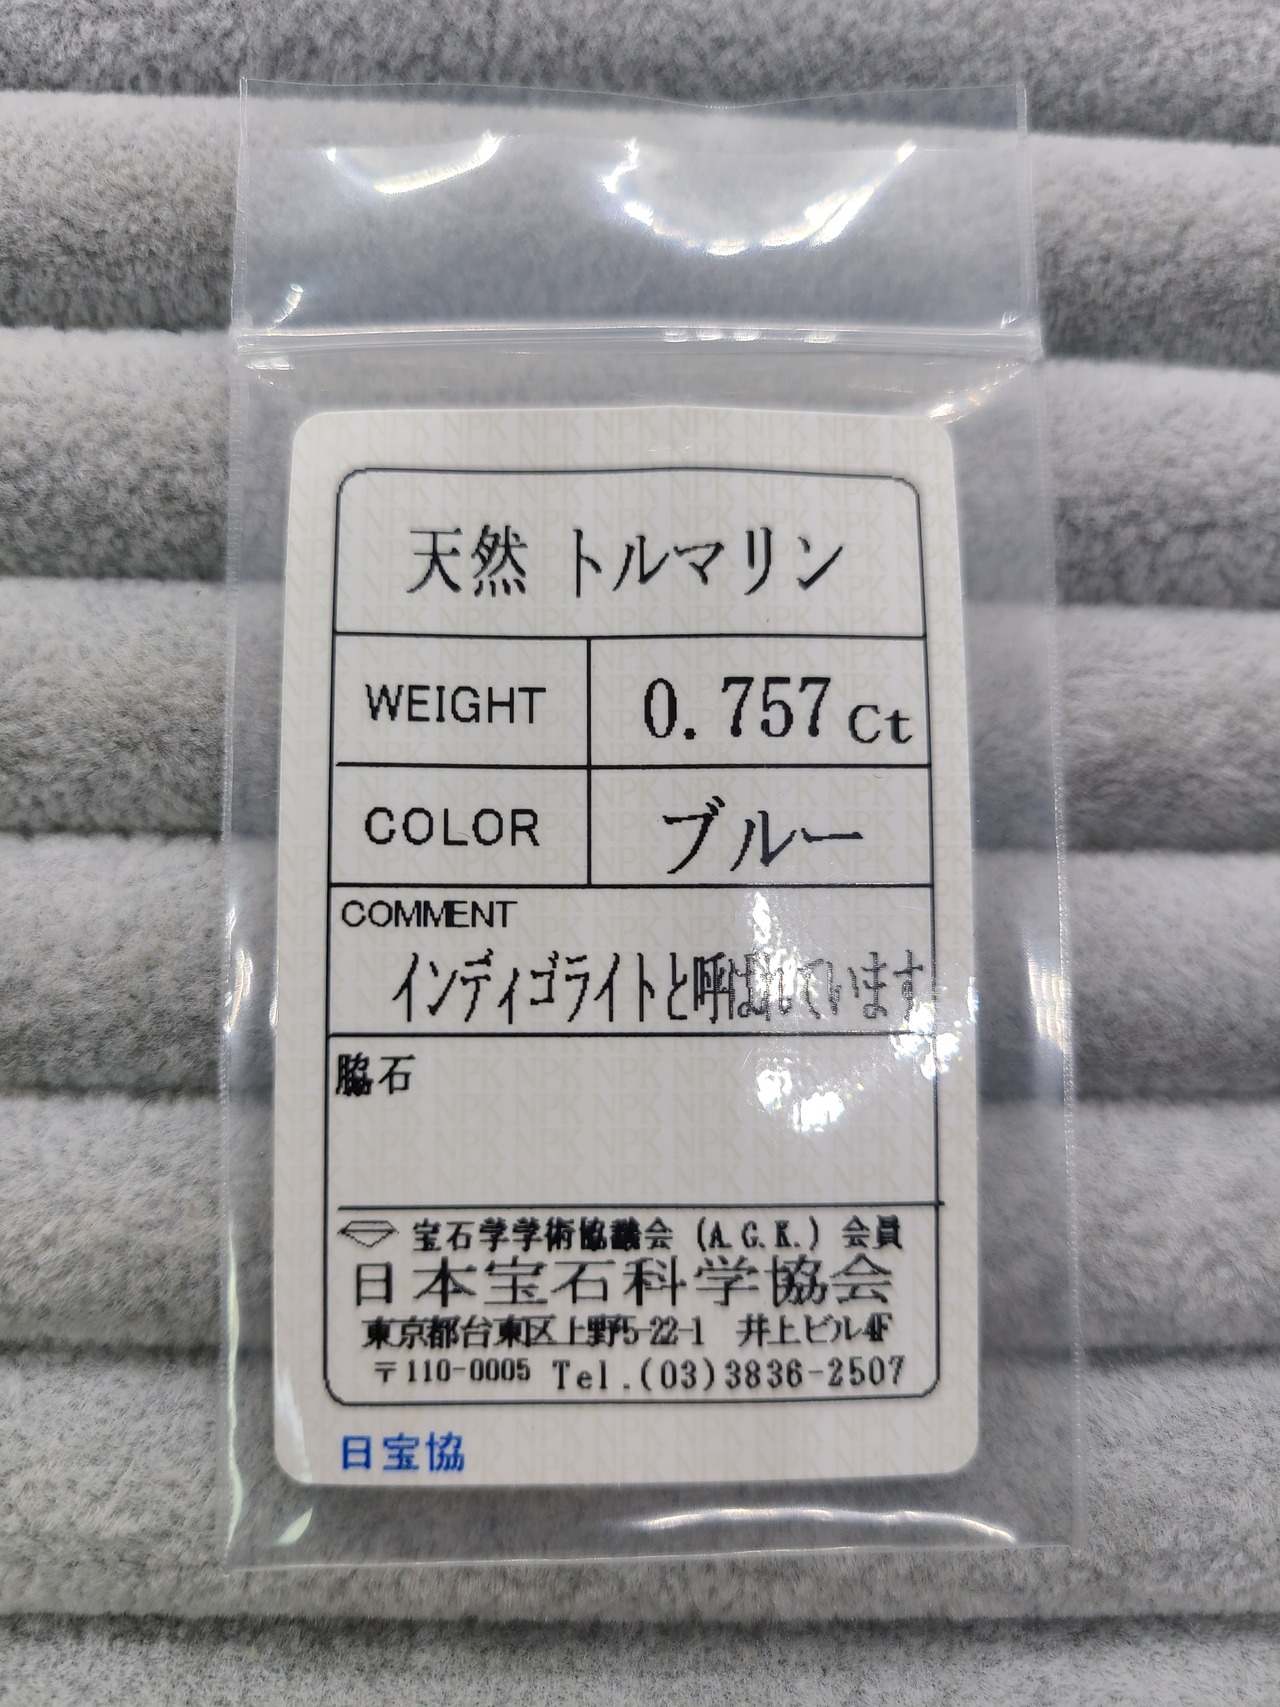 天然 トルマリン
WEIGHT 0.757 Ct
COLOR ブルー
COMMENT
インディゴライトと呼ばれています
脇石
宝石学学術協議会 (A.G.K.) 会員
日本宝石科学協会
東京都台東区上野5-22-1 井上ビル4F
〒110-0005 Tel.(03)3836-2507
日宝協